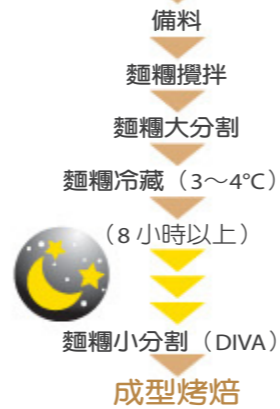 備料
麵糰攪拌
麵糰大分割
麵糰冷藏（3～4°C）
（8 小時以上）
麵糰小分割（DIVA）
成型烤焙